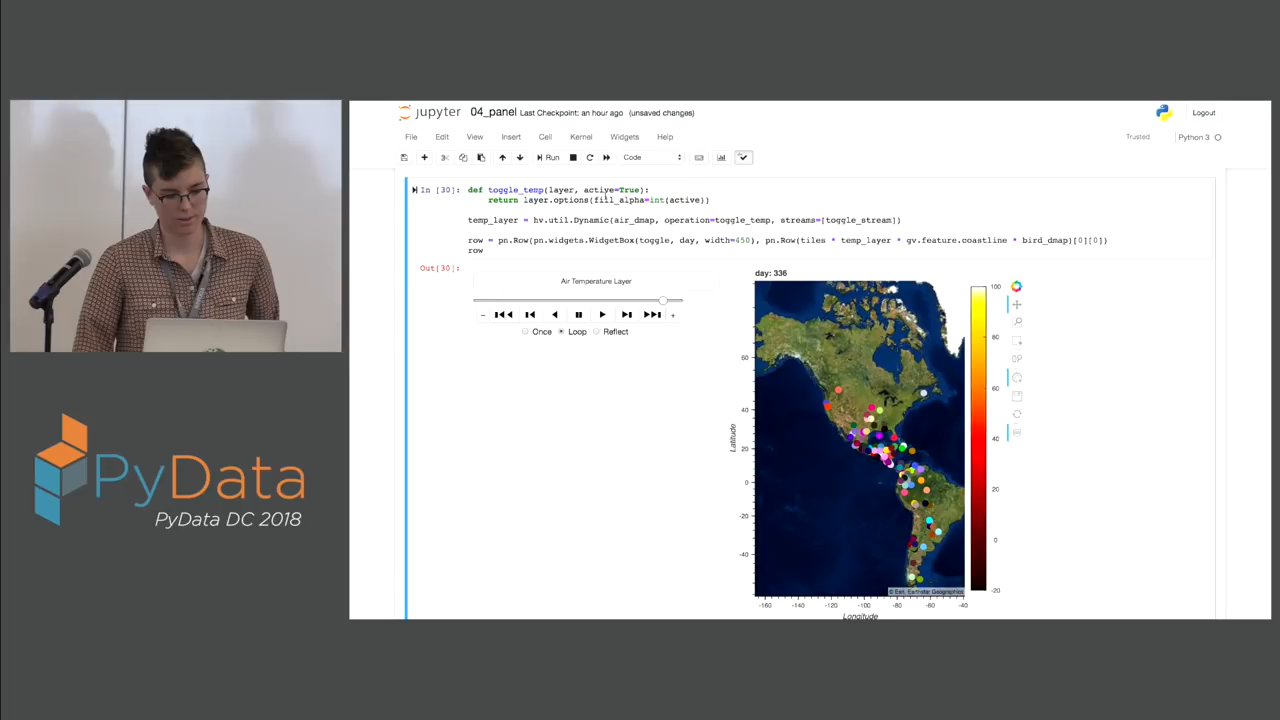 jupyter 04_panel Last Checkpoint: an hour ago (unsaved changes)
Logout
File Edit View Insert Cell Kernel Widgets Help
Trusted Python 3
Run Code
In [30]: def toggle_temp(layer, active=True):
return layer.options(fill_alpha=int(active))
temp_layer = hv.util.Dynamic(air_dmap, operation=toggle_temp, streams=[toggle_stream])
row = pn.Row(pn.widgets.WidgetBox(toggle, day, width=450), pn.Row(tiles * temp_layer * gv.feature.coastline * bird_dmap)[0][0])
row
Out[30]:
Air Temperature Layer
Once Loop Reflect
day: 336
Latitude
60
40
20
0
-20
-40
-160 -140 -120 -100 -80 -60 -40
Longitude
© Esri, Earthstar Geographics
100
80
60
40
20
0
-20
PyData
PyData DC 2018